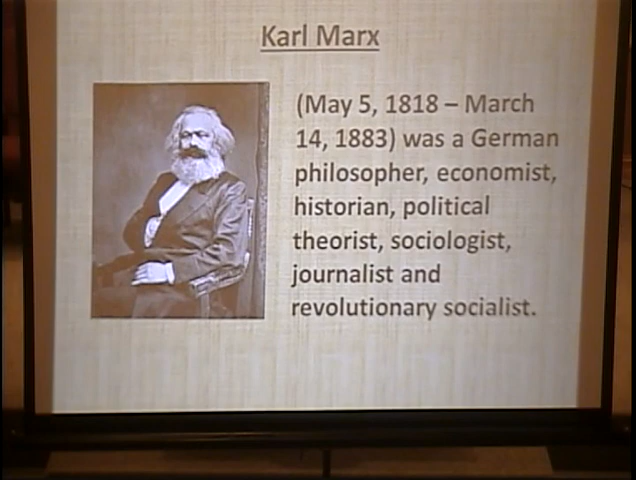 Karl Marx
(May 5, 1818 – March
14, 1883) was a German
philosopher, economist,
historian, political
theorist, sociologist,
journalist and
revolutionary socialist.